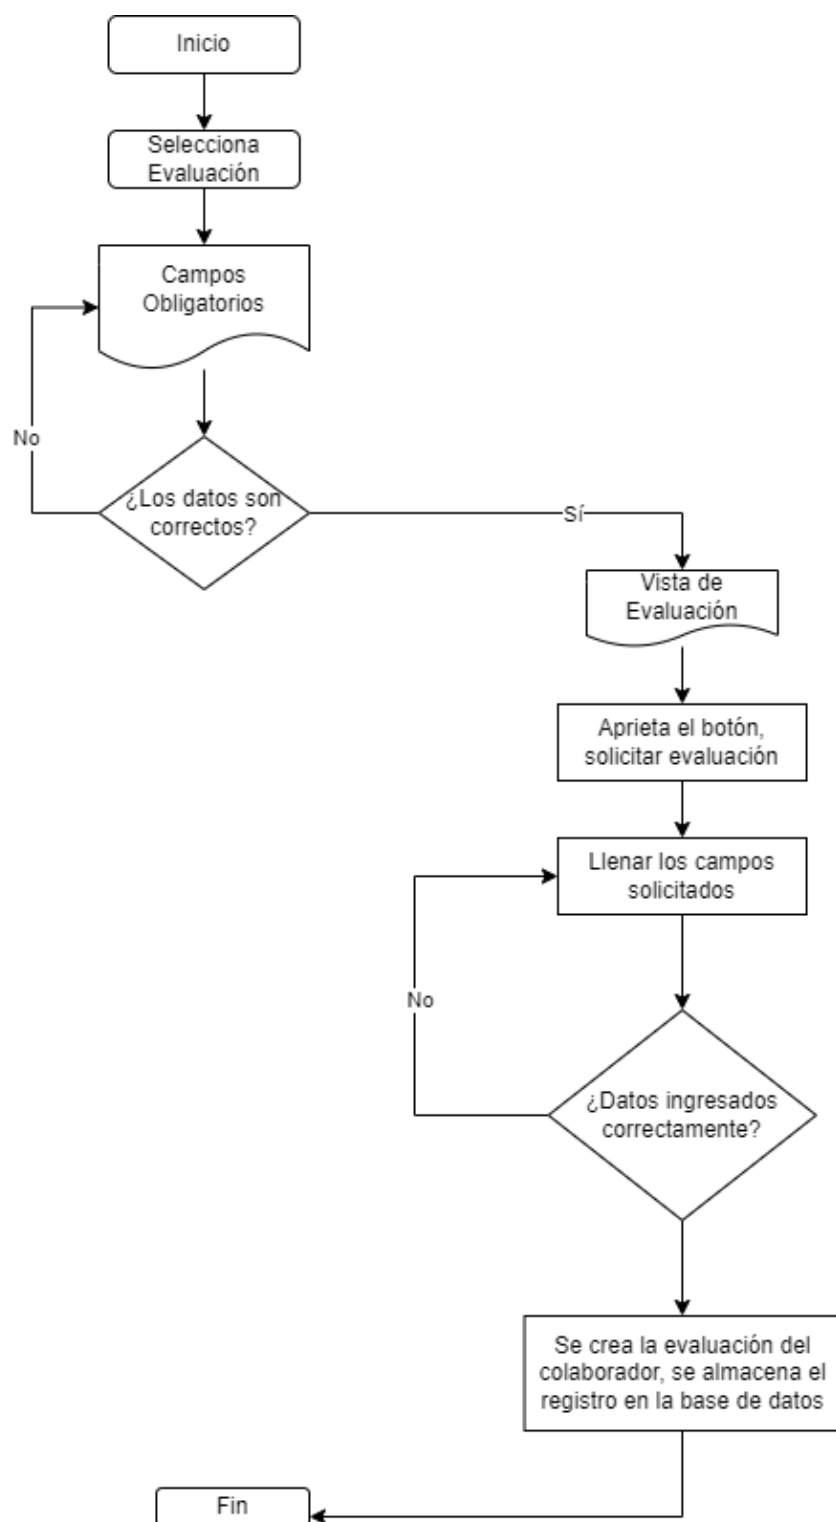 Inicio
Selecciona
Evaluación
Campos
Obligatorios
No
¿Los datos son
correctos?
Sí
Vista de
Evaluación
Aprieta el botón,
solicitar evaluación
Llenar los campos
solicitados
No
¿Datos ingresados
correctamente?
Se crea la evaluación del
colaborador, se almacena el
registro en la base de datos
Fin